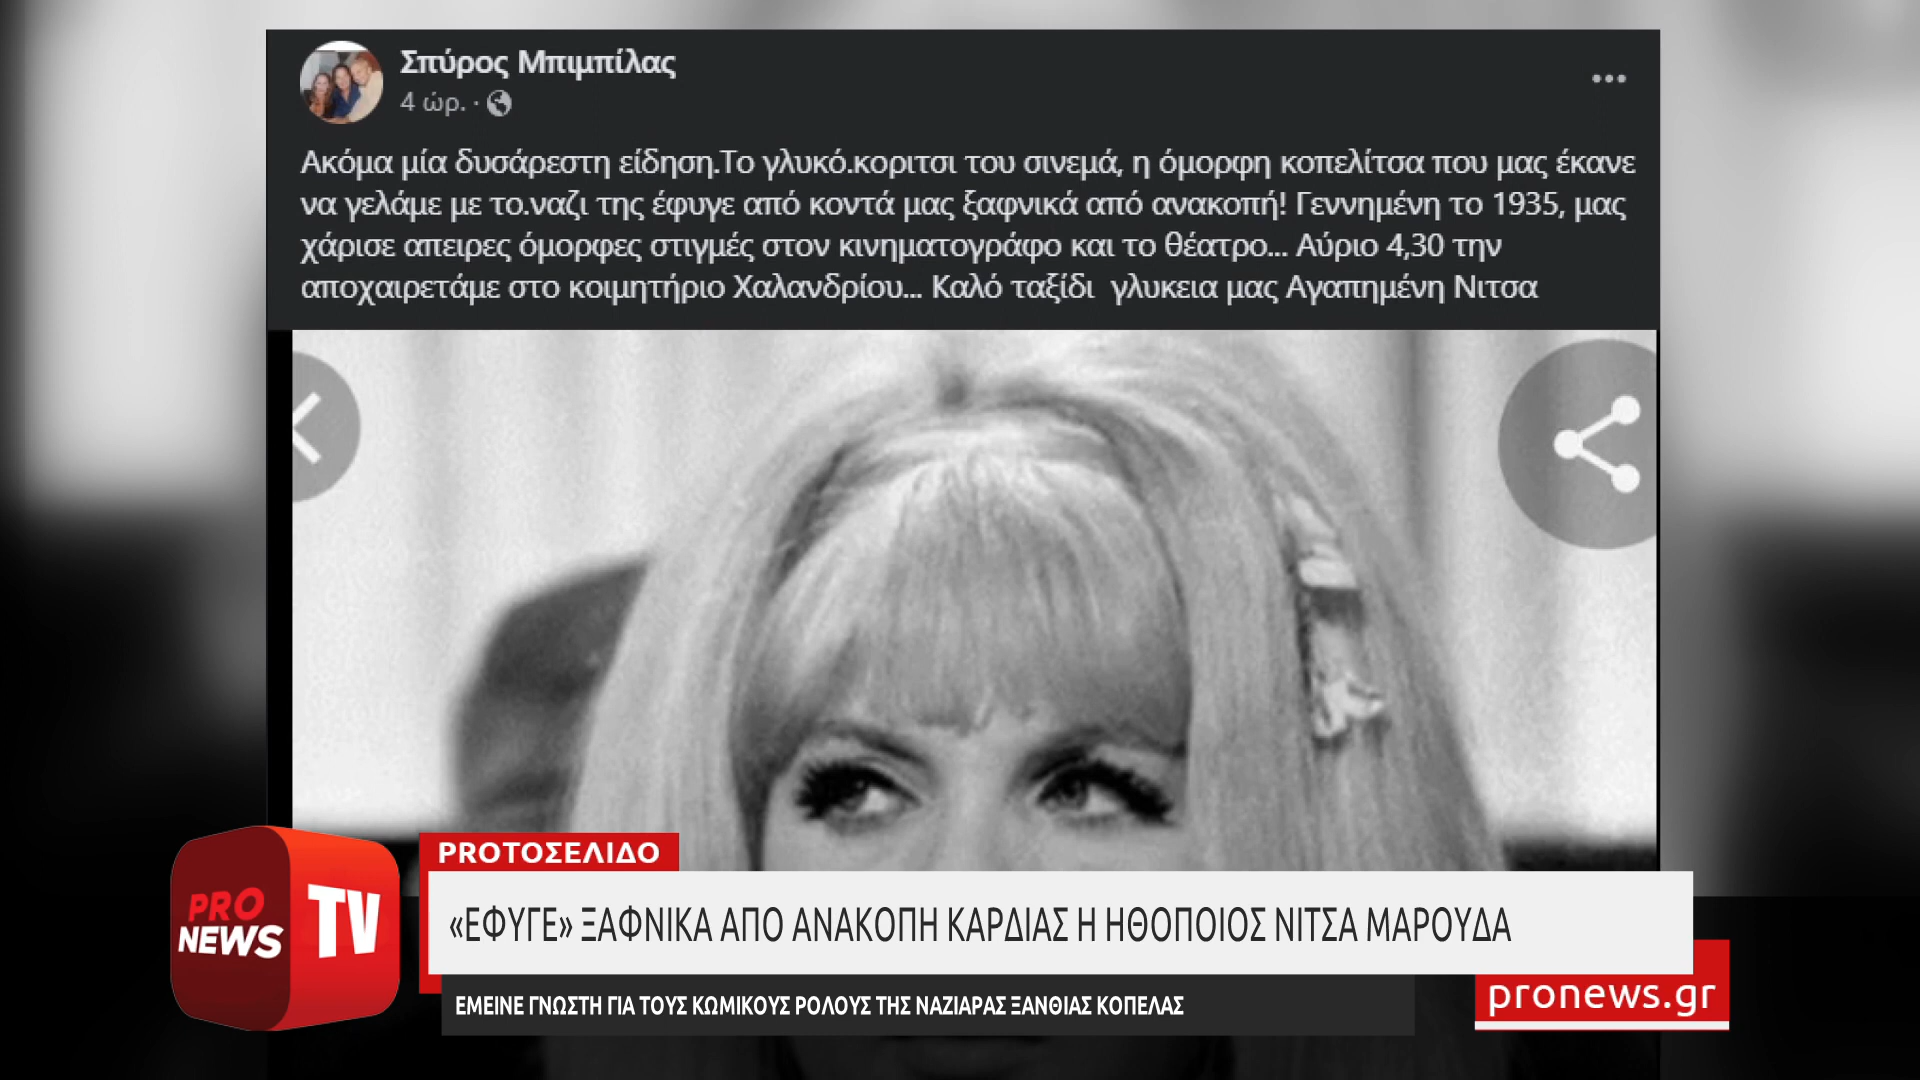 Σπύρος Μπιμπίλας
4 ώρ. ·
Ακόμα μία δυσάρεστη είδηση.Το γλυκό.κοριτσι του σινεμά, η όμορφη κοπελίτσα που μας έκανε
να γελάμε με το.ναζι της έφυγε από κοντά μας ξαφνικά από ανακοπή! Γεννημένη το 1935, μας
χάρισε απειρες όμορφες στιγμές στον κινηματογράφο και το θέατρο... Αύριο 4,30 την
αποχαιρετάμε στο κοιμητήριο Χαλανδρίου... Καλό ταξίδι  γλυκεια μας Αγαπημένη Νιτσα
PROΤΟΣΕΛΙΔΟ
«ΕΦΥΓΕ» ΞΑΦΝΙΚΑ ΑΠΟ ΑΝΑΚΟΠΗ ΚΑΡΔΙΑΣ Η ΗΘΟΠΟΙΟΣ ΝΙΤΣΑ ΜΑΡΟΥΔΑ
ΕΜΕΙΝΕ ΓΝΩΣΤΗ ΓΙΑ ΤΟΥΣ ΚΩΜΙΚΟΥΣ ΡΟΛΟΥΣ ΤΗΣ ΝΑΖΙΑΡΑΣ ΞΑΝΘΙΑΣ ΚΟΠΕΛΑΣ
PRO
NEWS
TV
pronews.gr